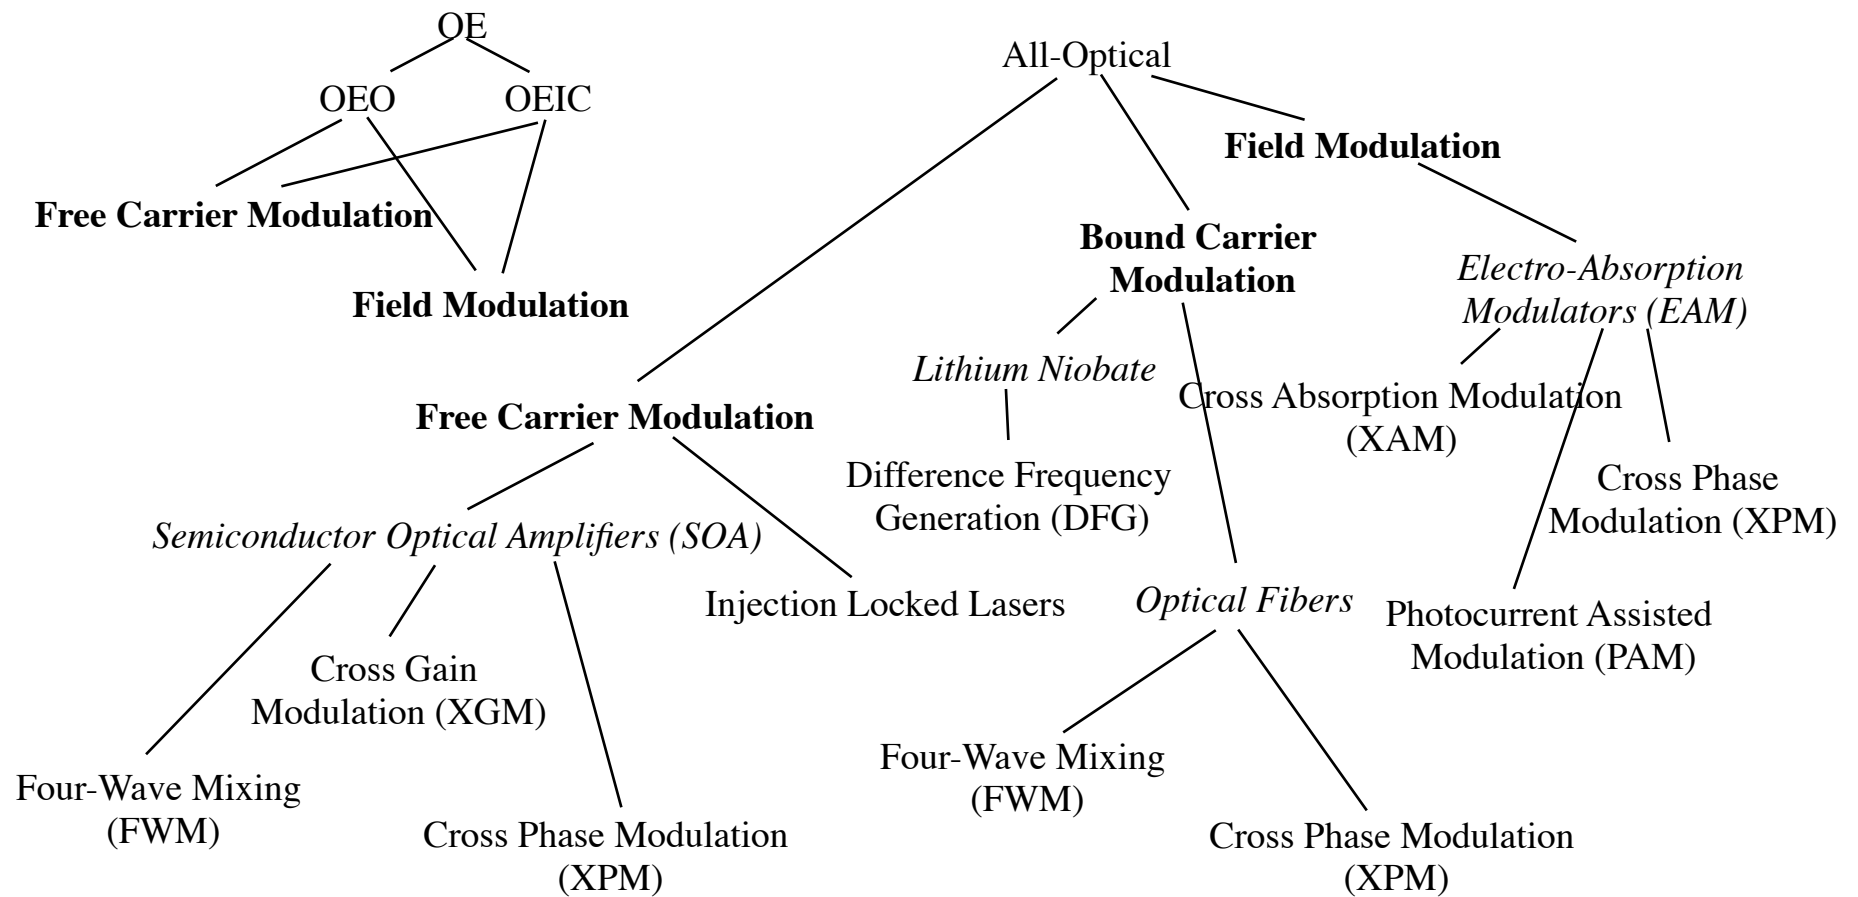 OE
All-Optical
OEO
OEIC
Field Modulation
Free Carrier Modulation
Bound Carrier
Modulation
Electro-Absorption
Modulators (EAM)
Field Modulation
Lithium Niobate
Cross Absorption Modulation
(XAM)
Free Carrier Modulation
Difference Frequency
Generation (DFG)
Cross Phase
Modulation (XPM)
Semiconductor Optical Amplifiers (SOA)
Injection Locked Lasers
Optical Fibers
Photocurrent Assisted
Modulation (PAM)
Cross Gain
Modulation (XGM)
Four-Wave Mixing
(FWM)
Four-Wave Mixing
(FWM)
Cross Phase Modulation
(XPM)
Cross Phase Modulation
(XPM)